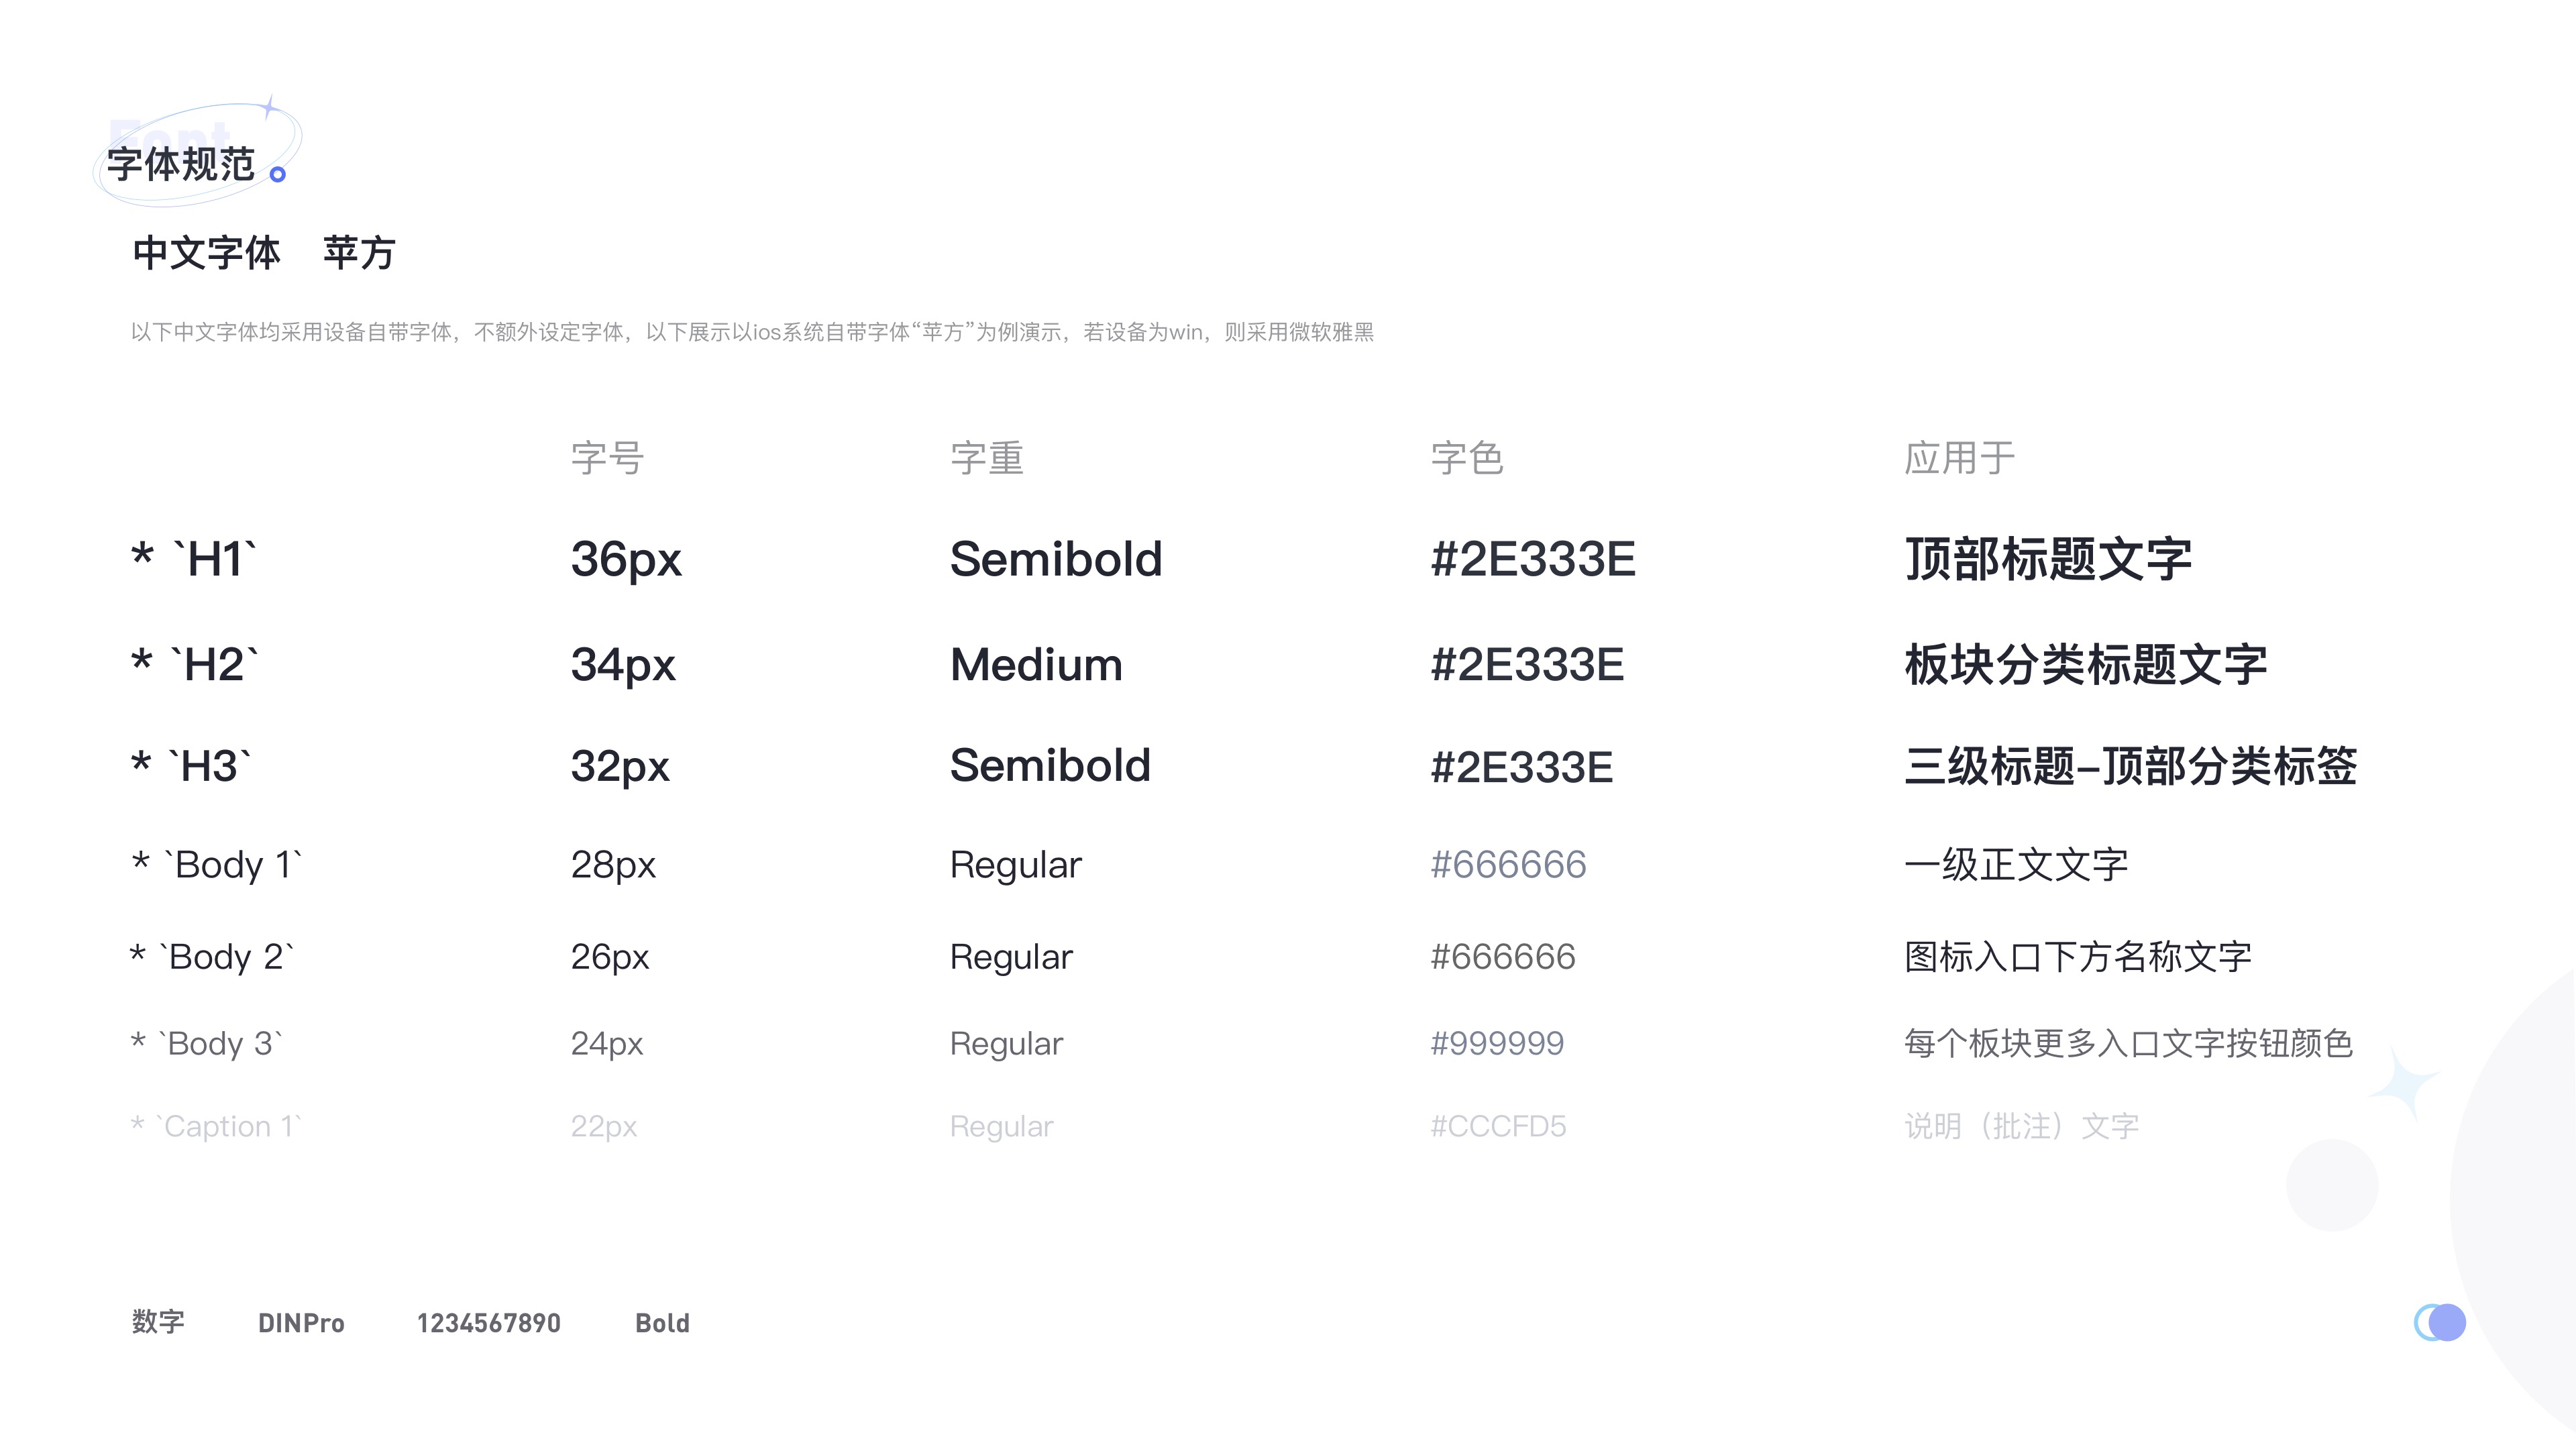 Font
字体规范
中文字体 苹方
以下中文字体均采用设备自带字体，不额外设定字体，以下展示以ios系统自带字体“苹方”为例演示，若设备为win，则采用微软雅黑
字号 字重 字色 应用于
* `H1` 36px Semibold #2E333E 顶部标题文字
* `H2` 34px Medium #2E333E 板块分类标题文字
* `H3` 32px Semibold #2E333E 三级标题–顶部分类标签
* `Body 1` 28px Regular #666666 一级正文文字
* `Body 2` 26px Regular #666666 图标入口下方名称文字
* `Body 3` 24px Regular #999999 每个板块更多入口文字按钮颜色
* `Caption 1` 22px Regular #CCCFD5 说明（批注）文字
数字 DINPro 1234567890 Bold